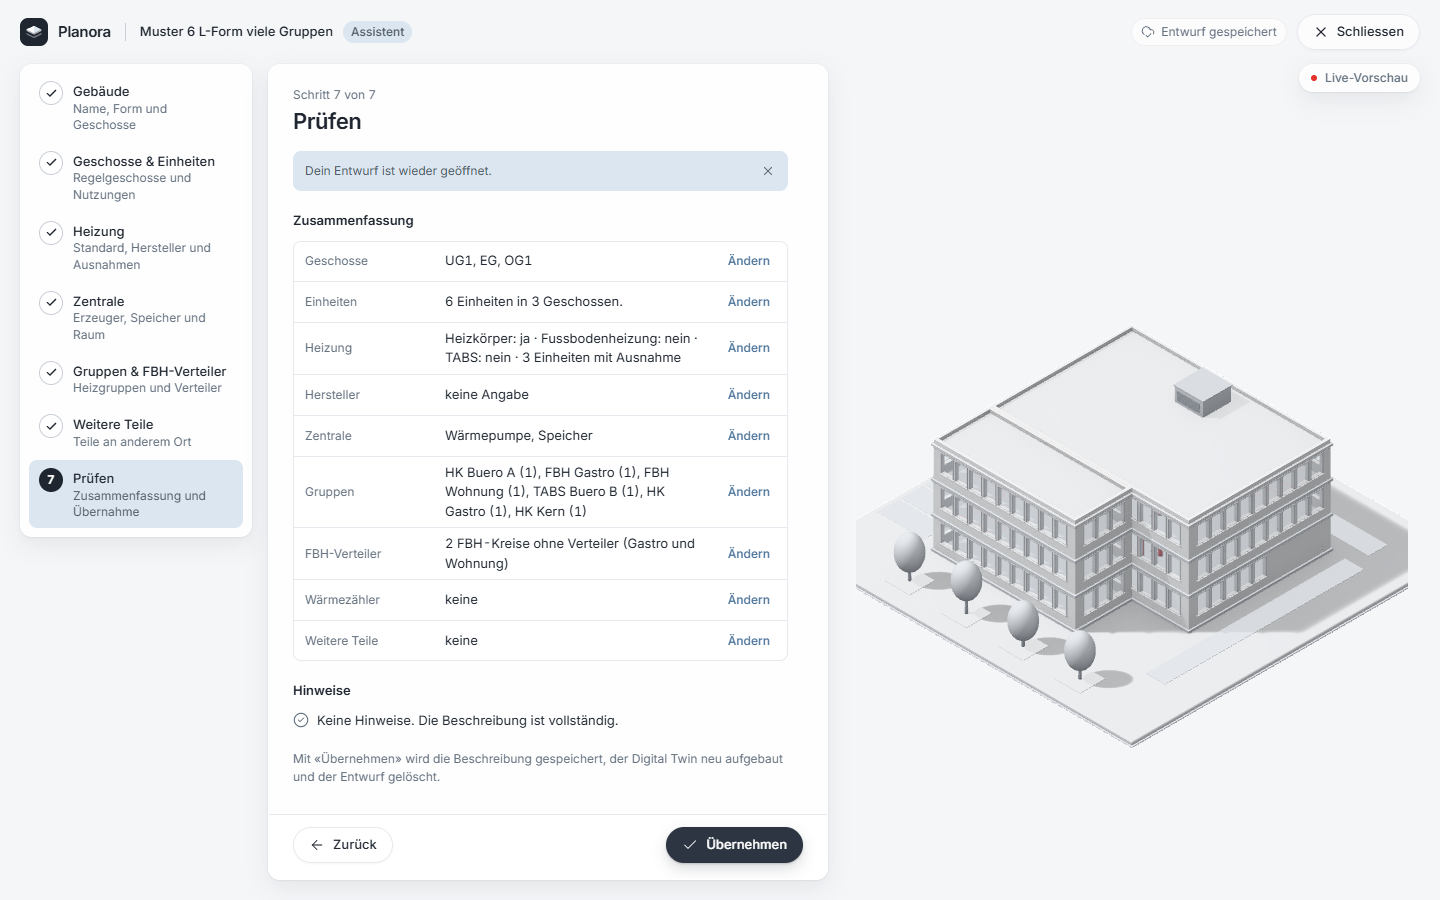 Planora
Muster 6 L-Form viele Gruppen
Assistent
Entwurf gespeichert
Schliessen
Gebäude
Name, Form und
Geschosse
Geschosse & Einheiten
Regelgeschosse und
Nutzungen
Heizung
Standard, Hersteller und
Ausnahmen
Zentrale
Erzeuger, Speicher und
Raum
Gruppen & FBH-Verteiler
Heizgruppen und Verteiler
Weitere Teile
Teile an anderem Ort
7
Prüfen
Zusammenfassung und
Übernahme
Schritt 7 von 7
Prüfen
Dein Entwurf ist wieder geöffnet.
Zusammenfassung
Geschosse UG1, EG, OG1 Ändern
Einheiten 6 Einheiten in 3 Geschossen. Ändern
Heizung Heizkörper: ja · Fussbodenheizung: nein · Ändern
TABS: nein · 3 Einheiten mit Ausnahme
Hersteller keine Angabe Ändern
Zentrale Wärmepumpe, Speicher Ändern
Gruppen HK Buero A (1), FBH Gastro (1), FBH
Wohnung (1), TABS Buero B (1), HK Ändern
Gastro (1), HK Kern (1)
FBH-Verteiler 2 FBH-Kreise ohne Verteiler (Gastro und Ändern
Wohnung)
Wärmezähler keine Ändern
Weitere Teile keine Ändern
Hinweise
Keine Hinweise. Die Beschreibung ist vollständig.
Mit «Übernehmen» wird die Beschreibung gespeichert, der Digital Twin neu aufgebaut
und der Entwurf gelöscht.
Zurück
Übernehmen
Live-Vorschau